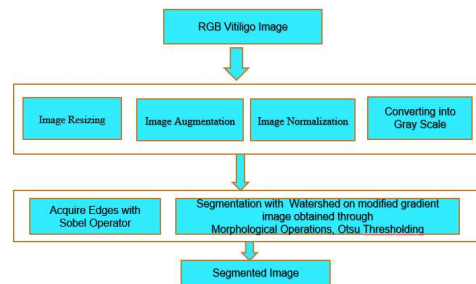 RGB Vitiligo Image
Image Resizing
Image Augmentation
Image Normalization
Converting into
Gray Scale
Acquire Edges with
Sobel Operator
Segmentation with Watershed on modified gradient
image obtained through
Morphological Operations, Otsu Thresholding
Segmented Image